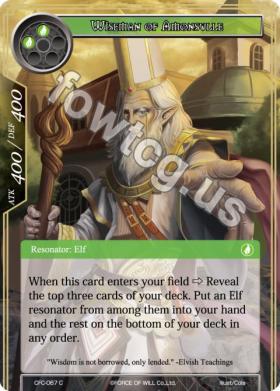 Wiseman of Amonsulle
ATK 400 / DEF 400
fowtcg.us
Resonator: Elf
When this card enters your field ⇨ Reveal
the top three cards of your deck. Put an Elf
resonator from among them into your hand
and the rest on the bottom of your deck in
any order.
"Wisdom is not borrowed, only lended." -Elvish Teachings
CFC-067 C
©FORCE OF WILL Co.,Ltd.
Illust/Cole